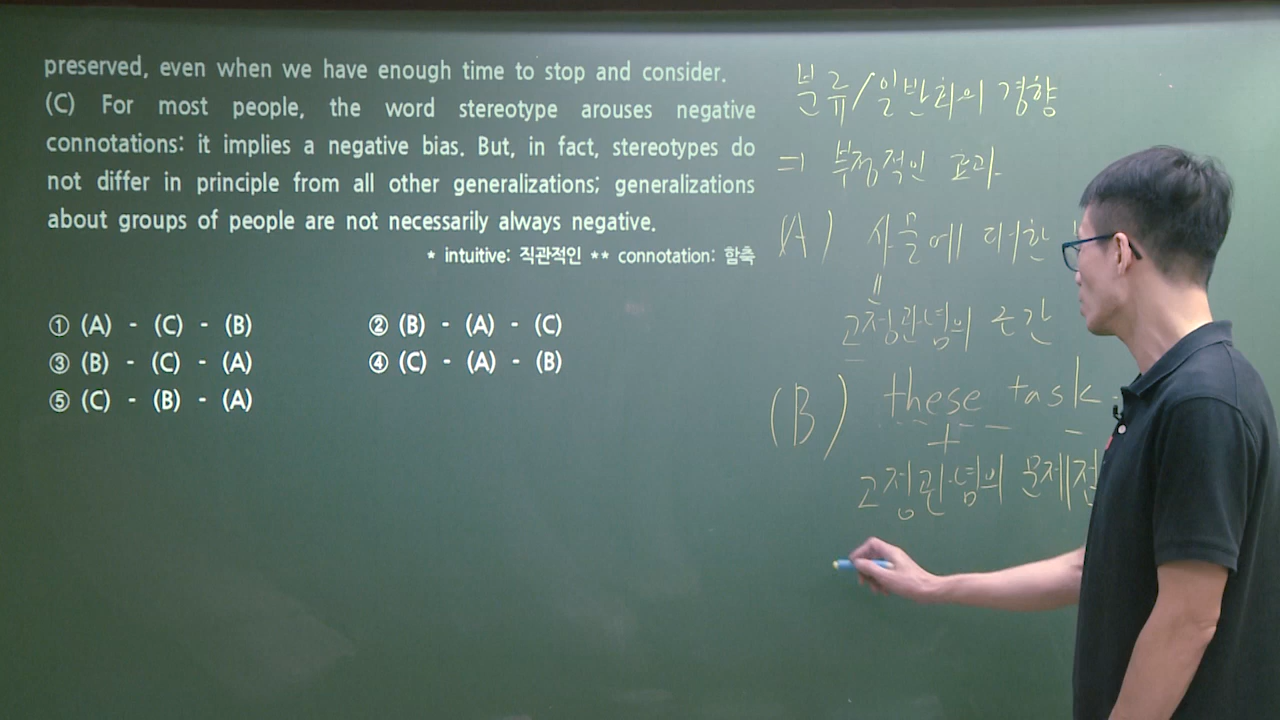 preserved, even when we have enough time to stop and consider.
(C) For most people, the word stereotype arouses negative
connotations: it implies a negative bias. But, in fact, stereotypes do
not differ in principle from all other generalizations; generalizations
about groups of people are not necessarily always negative.
* intuitive: 직관적인 ** connotation: 함축
① (A) - (C) - (B)
② (B) - (A) - (C)
③ (B) - (C) - (A)
④ (C) - (A) - (B)
⑤ (C) - (B) - (A)
분류/일반화의 경향
⇒ 부정적인 효과
(A) 사람들에 대한
고정관념의 근간
(B) these task
+
고정관념의 문제점